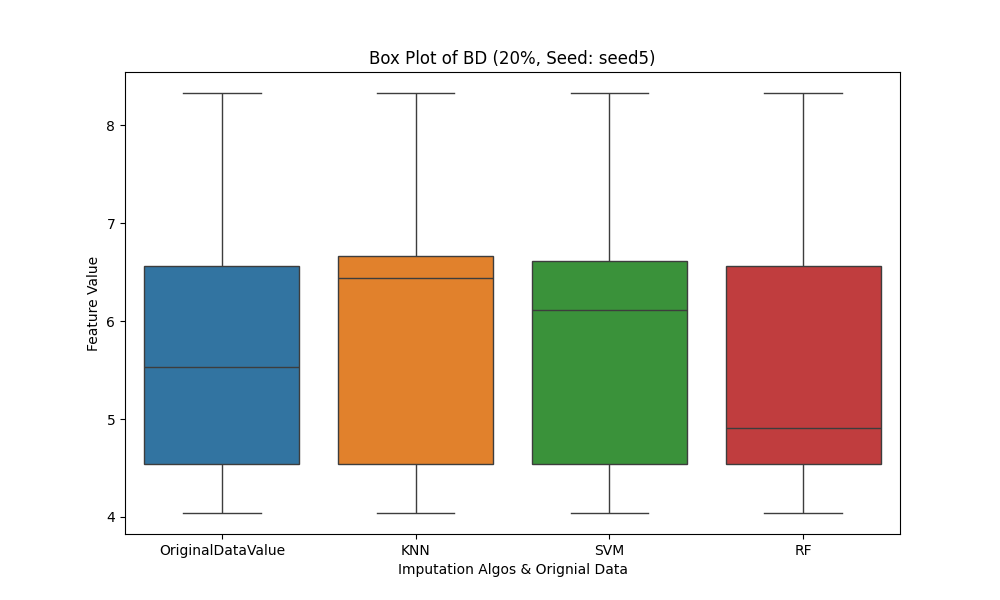 Box Plot of BD (20%, Seed: seed5)
8
7
6
5
4
Feature Value
OriginalDataValue
KNN
SVM
RF
Imputation Algos & Orignial Data